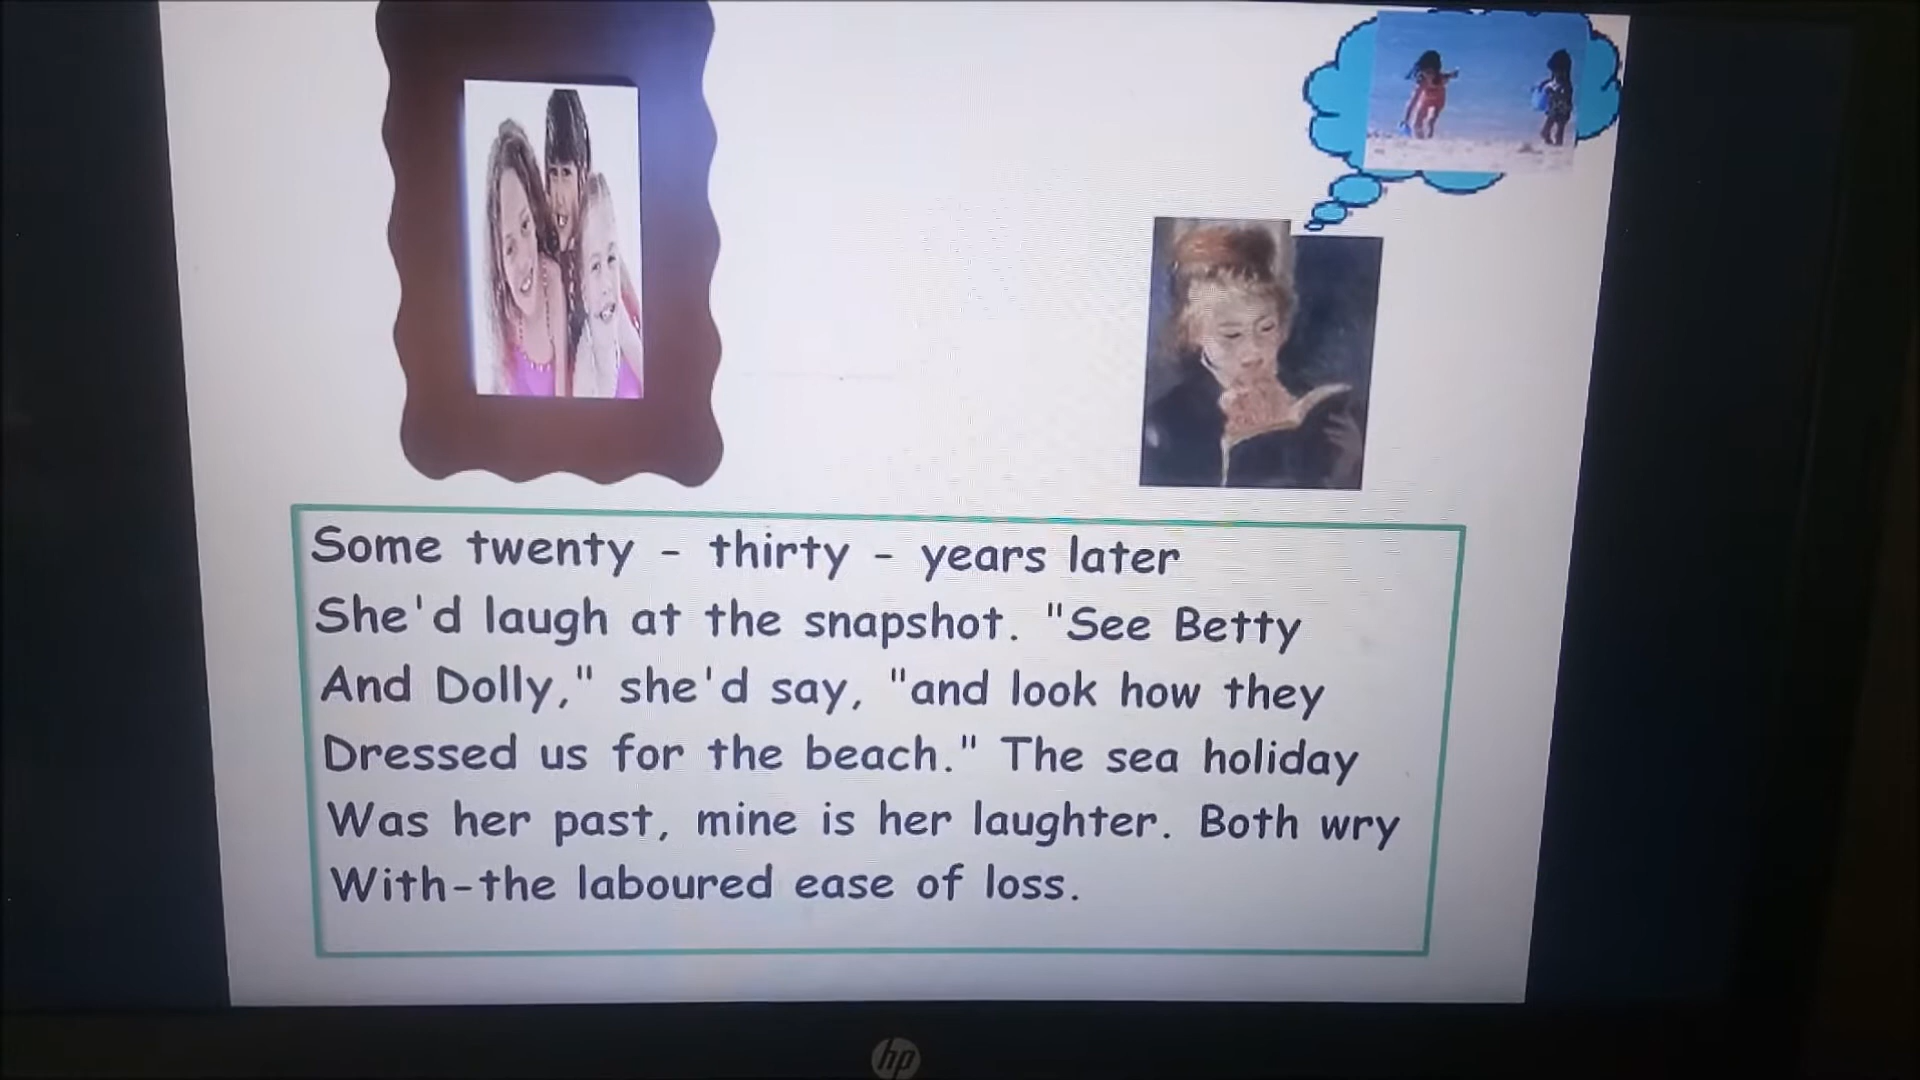 Some twenty - thirty - years later
She'd laugh at the snapshot. "See Betty
And Dolly," she'd say, "and look how they
Dressed us for the beach." The sea holiday
Was her past, mine is her laughter. Both wry
With-the laboured ease of loss.
hp